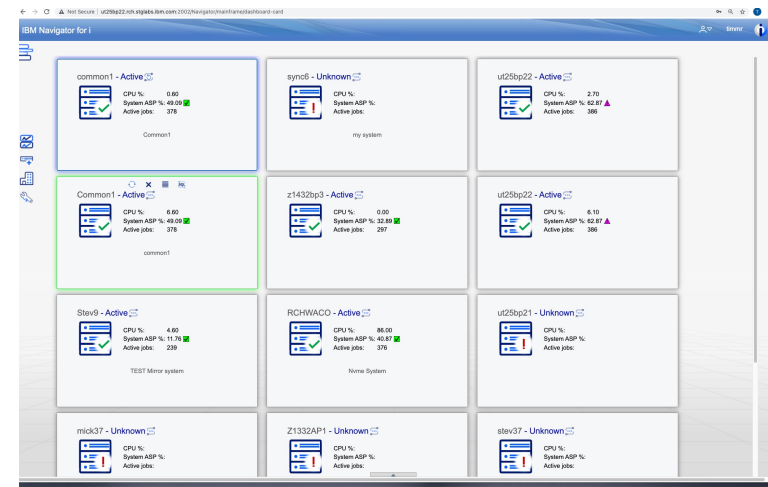 Not Secure | ut25bp22.rch.stglabs.ibm.com:2002/Navigator/mainframe/dashboard-card
IBM Navigator for i
timmr
common1 - Active
CPU %: 0.60
System ASP %: 49.09
Active jobs: 378
Common1
sync6 - Unknown
CPU %:
System ASP %:
Active jobs:
my system
ut25bp22 - Active
CPU %: 2.70
System ASP %: 62.87
Active jobs: 386
Common1 - Active
CPU %: 6.60
System ASP %: 49.09
Active jobs: 378
common1
z1432bp3 - Active
CPU %: 0.00
System ASP %: 32.89
Active jobs: 297
ut25bp22 - Active
CPU %: 6.10
System ASP %: 62.87
Active jobs: 386
Stev9 - Active
CPU %: 4.60
System ASP %: 11.76
Active jobs: 239
TEST Mirror system
RCHWACO - Active
CPU %: 86.00
System ASP %: 40.87
Active jobs: 376
Nvme System
ut25bp21 - Unknown
CPU %:
System ASP %:
Active jobs:
mick37 - Unknown
CPU %:
System ASP %:
Active jobs:
Z1332AP1 - Unknown
CPU %:
System ASP %:
Active jobs:
stev37 - Unknown
CPU %:
System ASP %:
Active jobs: